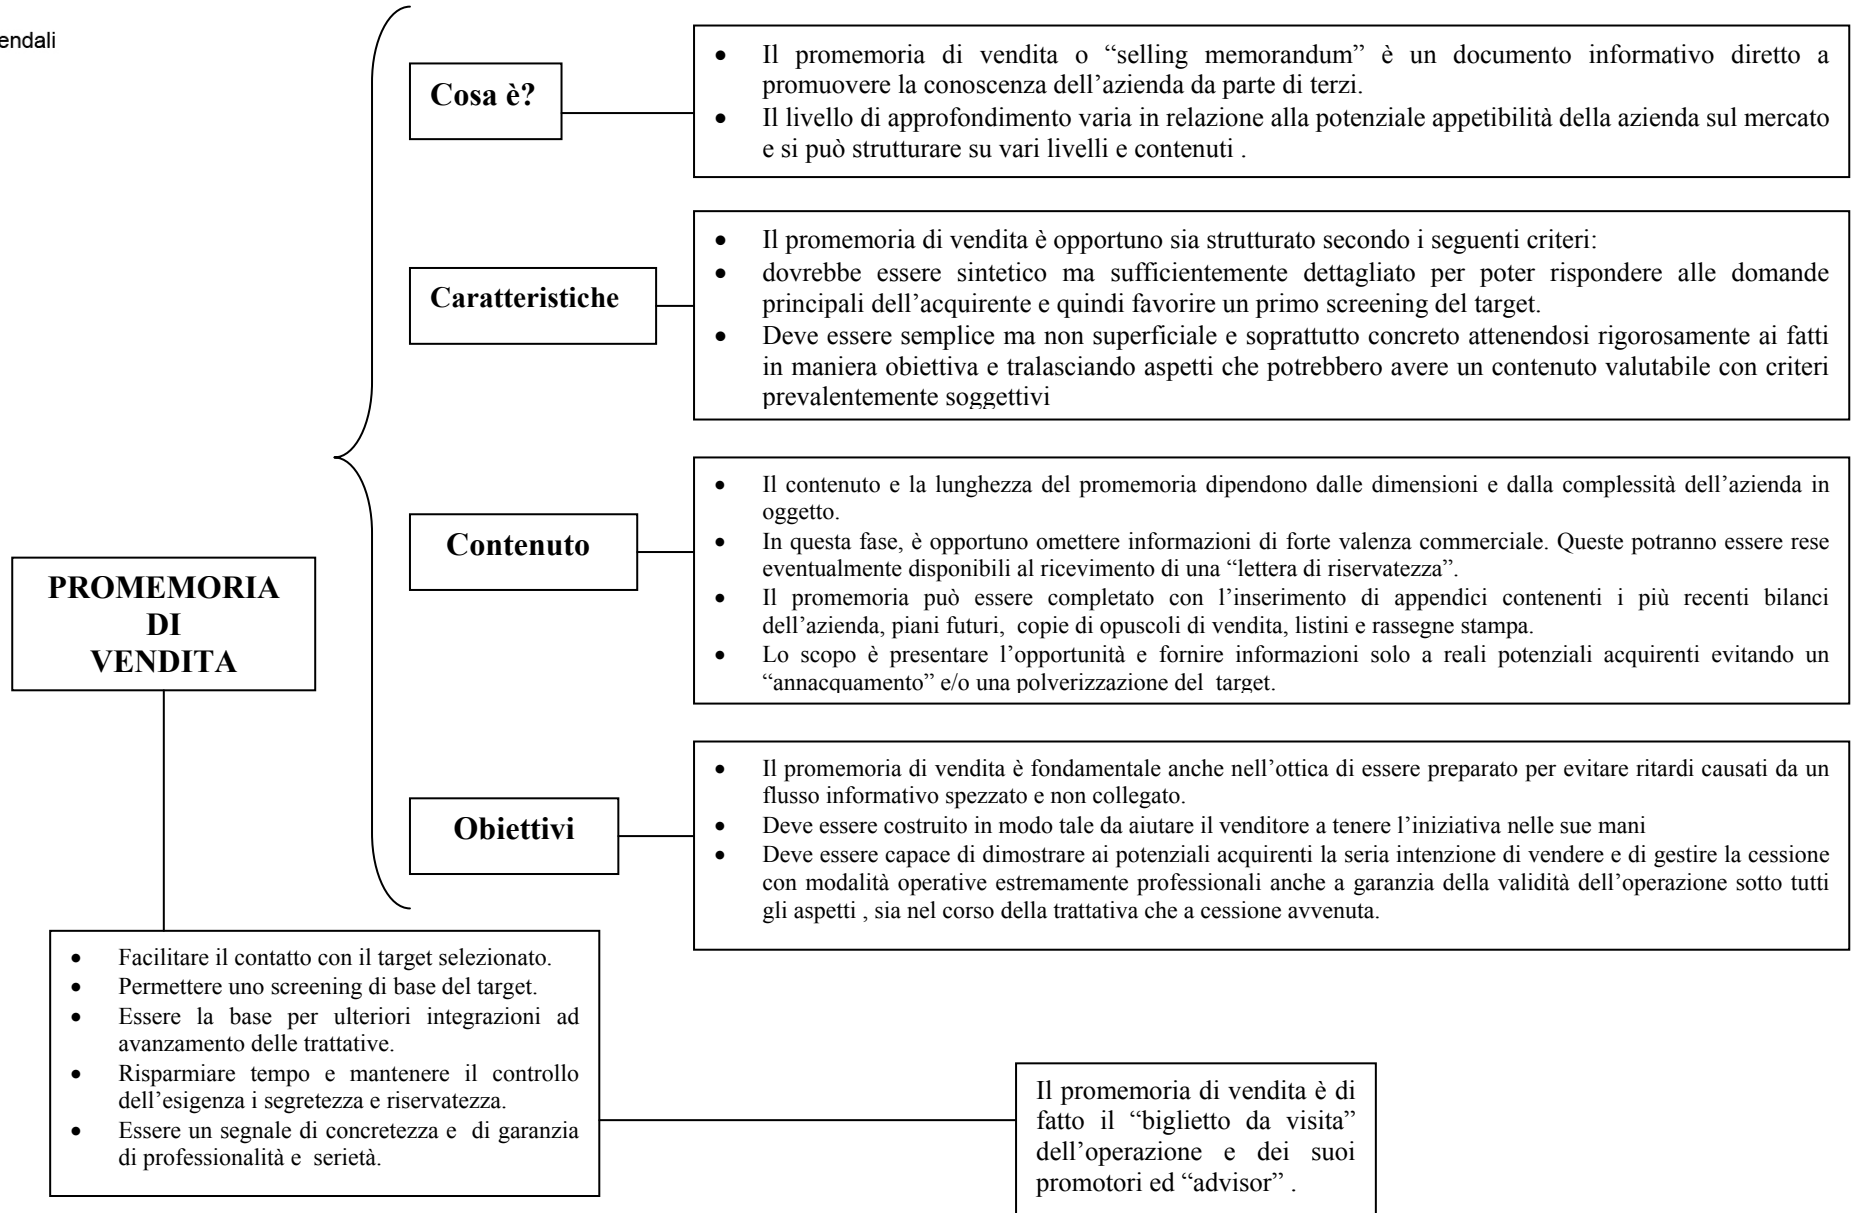 endali
Cosa è?
• Il promemoria di vendita o “selling memorandum” è un documento informativo diretto a
promuovere la conoscenza dell’azienda da parte di terzi.
• Il livello di approfondimento varia in relazione alla potenziale appetibilità della azienda sul mercato
e si può strutturare su vari livelli e contenuti .
Caratteristiche
• Il promemoria di vendita è opportuno sia strutturato secondo i seguenti criteri:
• dovrebbe essere sintetico ma sufficientemente dettagliato per poter rispondere alle domande
principali dell’acquirente e quindi favorire un primo screening del target.
• Deve essere semplice ma non superficiale e soprattutto concreto attenendosi rigorosamente ai fatti
in maniera obiettiva e tralasciando aspetti che potrebbero avere un contenuto valutabile con criteri
prevalentemente soggettivi
Contenuto
• Il contenuto e la lunghezza del promemoria dipendono dalle dimensioni e dalla complessità dell’azienda in
oggetto.
• In questa fase, è opportuno omettere informazioni di forte valenza commerciale. Queste potranno essere rese
eventualmente disponibili al ricevimento di una “lettera di riservatezza”.
• Il promemoria può essere completato con l’inserimento di appendici contenenti i più recenti bilanci
dell’azienda, piani futuri, copie di opuscoli di vendita, listini e rassegne stampa.
• Lo scopo è presentare l’opportunità e fornire informazioni solo a reali potenziali acquirenti evitando un
“annacquamento” e/o una polverizzazione del target.
PROMEMORIA
DI
VENDITA
Obiettivi
• Il promemoria di vendita è fondamentale anche nell’ottica di essere preparato per evitare ritardi causati da un
flusso informativo spezzato e non collegato.
• Deve essere costruito in modo tale da aiutare il venditore a tenere l’iniziativa nelle sue mani
• Deve essere capace di dimostrare ai potenziali acquirenti la seria intenzione di vendere e di gestire la cessione
con modalità operative estremamente professionali anche a garanzia della validità dell’operazione sotto tutti
gli aspetti , sia nel corso della trattativa che a cessione avvenuta.
• Facilitare il contatto con il target selezionato.
• Permettere uno screening di base del target.
• Essere la base per ulteriori integrazioni ad
avanzamento delle trattative.
• Risparmiare tempo e mantenere il controllo
dell’esigenza i segretezza e riservatezza.
• Essere un segnale di concretezza e di garanzia
di professionalità e serietà.
Il promemoria di vendita è di
fatto il “biglietto da visita”
dell’operazione e dei suoi
promotori ed “advisor” .